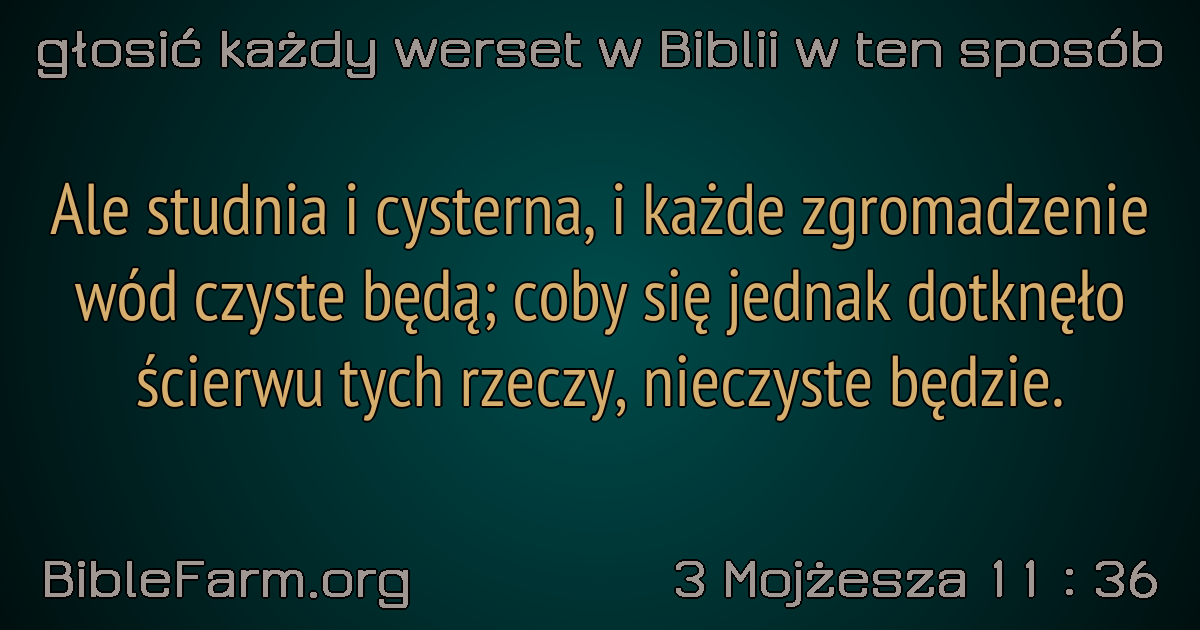 głosić każdy werset w Biblii w ten sposób
Ale studnia i cysterna, i każde zgromadzenie
wód czyste będą; coby się jednak dotknęło
ścierwu tych rzeczy, nieczyste będzie.
BibleFarm.org
3 Mojżesza 11 : 36